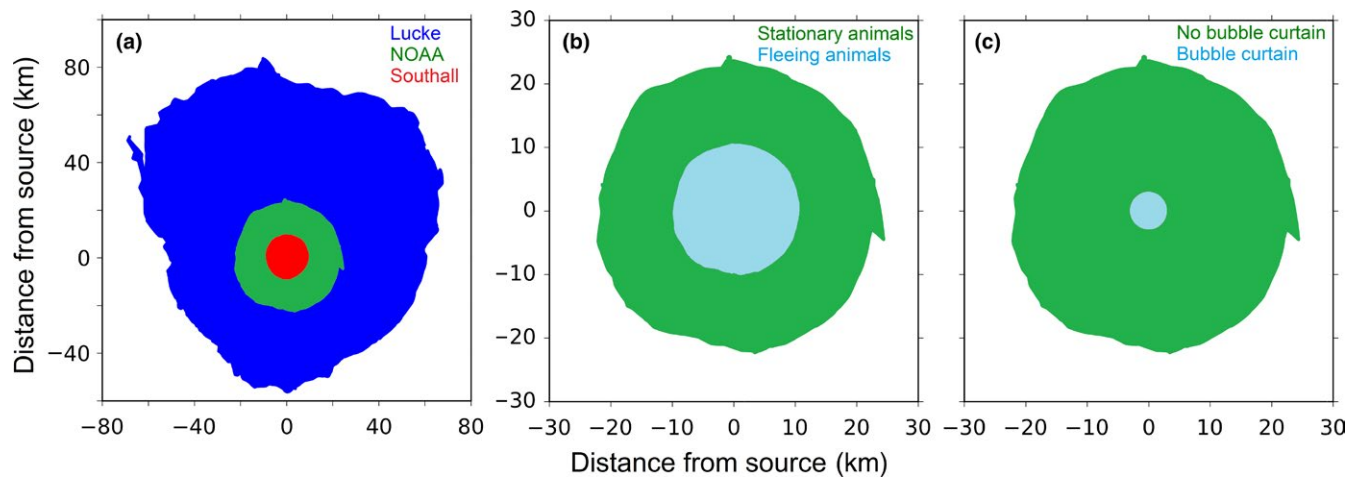 (a)
Lucke
NOAA
Southall
80
40
0
−40
−80
0
40
80
Distance from source (km)
(b)
Stationary animals
Fleeing animals
30
20
10
0
−10
−20
−30
−30
−20
−10
0
10
20
30
Distance from source (km)
(c)
No bubble curtain
Bubble curtain
−30
−20
−10
0
10
20
30